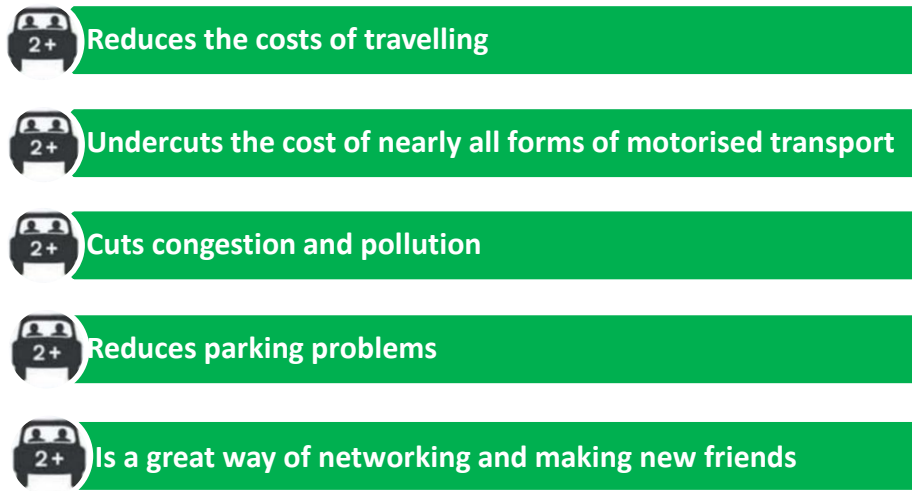 2+ Reduces the costs of travelling
2+ Undercuts the cost of nearly all forms of motorised transport
2+ Cuts congestion and pollution
2+ Reduces parking problems
2+ Is a great way of networking and making new friends